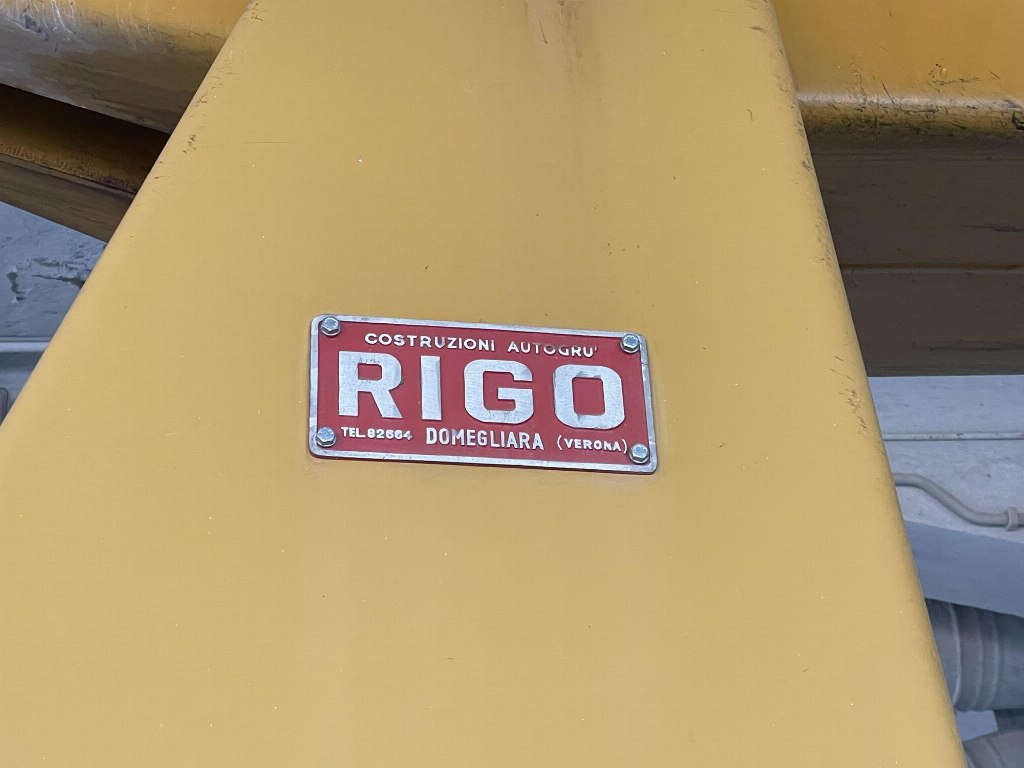 COSTRUZIONI AUTOGRU'
RIGO
TEL.82664 DOMEGLIARA (VERONA)